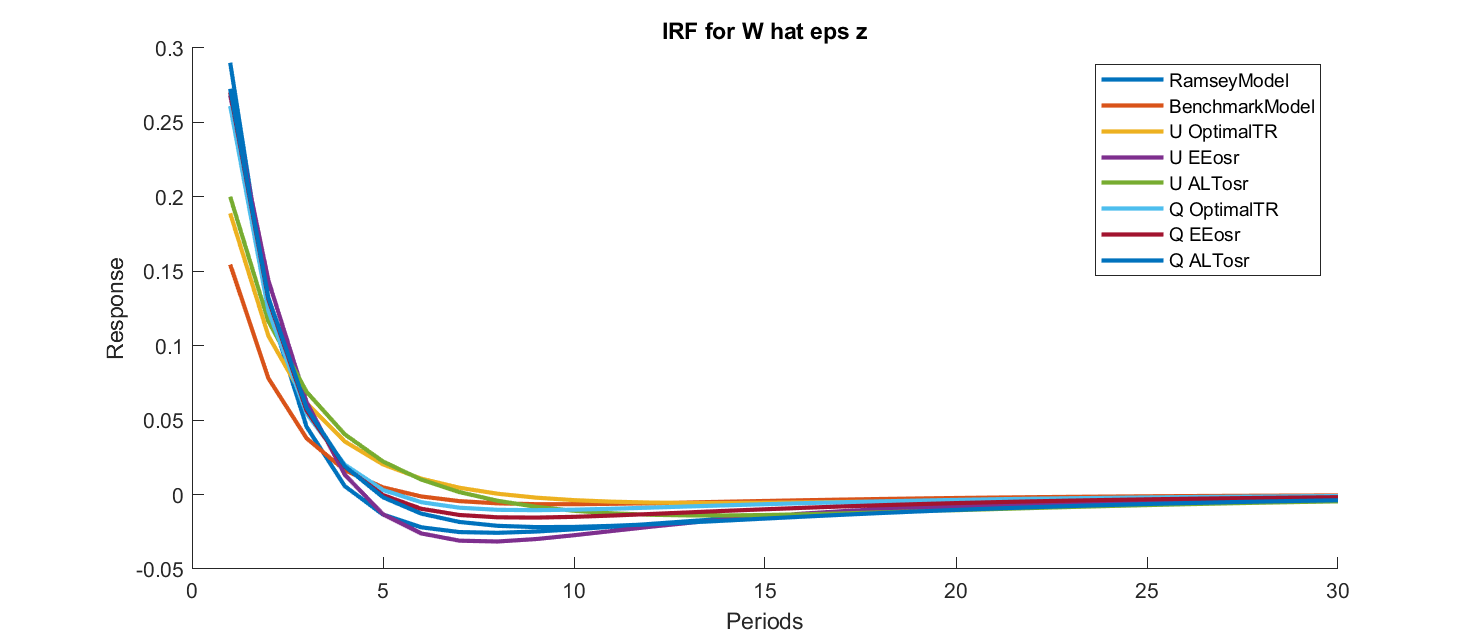 IRF for W hat eps z
0.3
0.25
0.2
0.15
0.1
0.05
0
-0.05
Response
RamseyModel
BenchmarkModel
U OptimalTR
U EEosr
U ALTosr
Q OptimalTR
Q EEosr
Q ALTosr
0 5 10 15 20 25 30
Periods